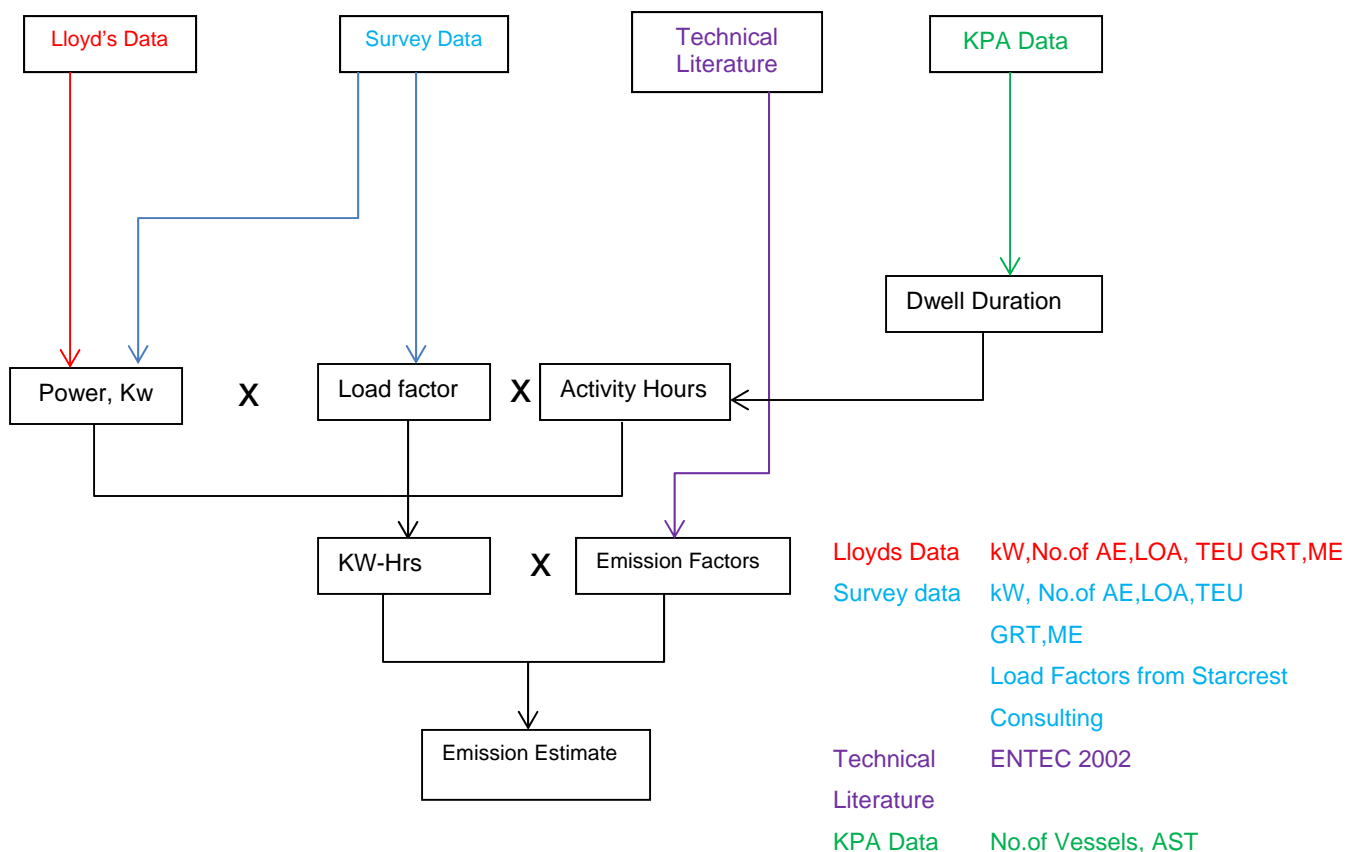 Lloyd's Data
Survey Data
Technical
Literature
KPA Data
Dwell Duration
Power, Kw
X
Load factor
X
Activity Hours
KW-Hrs
X
Emission Factors
Emission Estimate
Lloyds Data kW,No.of AE,LOA, TEU GRT,ME
Survey data kW, No.of AE,LOA,TEU
GRT,ME
Load Factors from Starcrest
Consulting
Technical ENTEC 2002
Literature
KPA Data No.of Vessels, AST